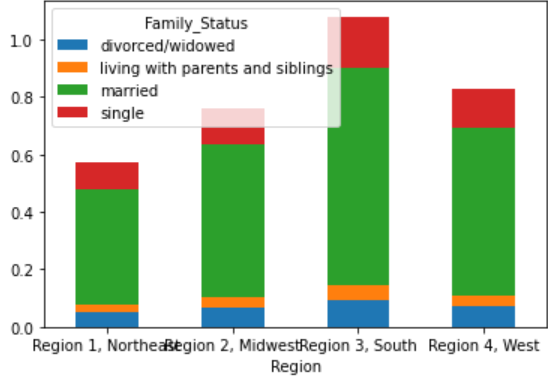 Family_Status
divorced/widowed
living with parents and siblings
married
single
1.0
0.8
0.6
0.4
0.2
0.0
Region 1, Northeast Region 2, Midwest Region 3, South Region 4, West
Region